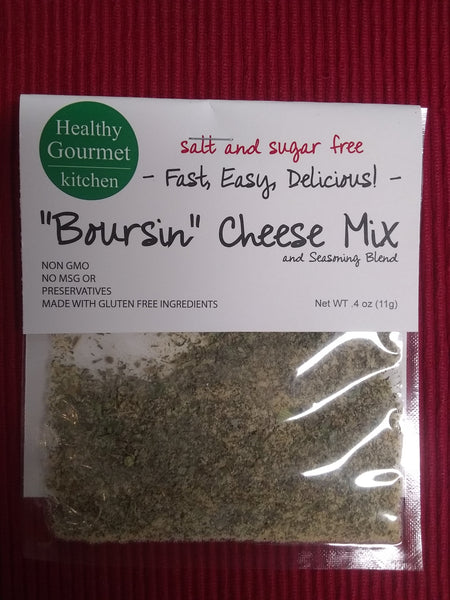 Healthy
Gourmet
kitchen
salt and sugar free
- Fast, Easy, Delicious! -
"Boursin" Cheese Mix
and Seasoning Blend
NON GMO
NO MSG OR
PRESERVATIVES
MADE WITH GLUTEN FREE INGREDIENTS
Net WT .4 oz (11g)